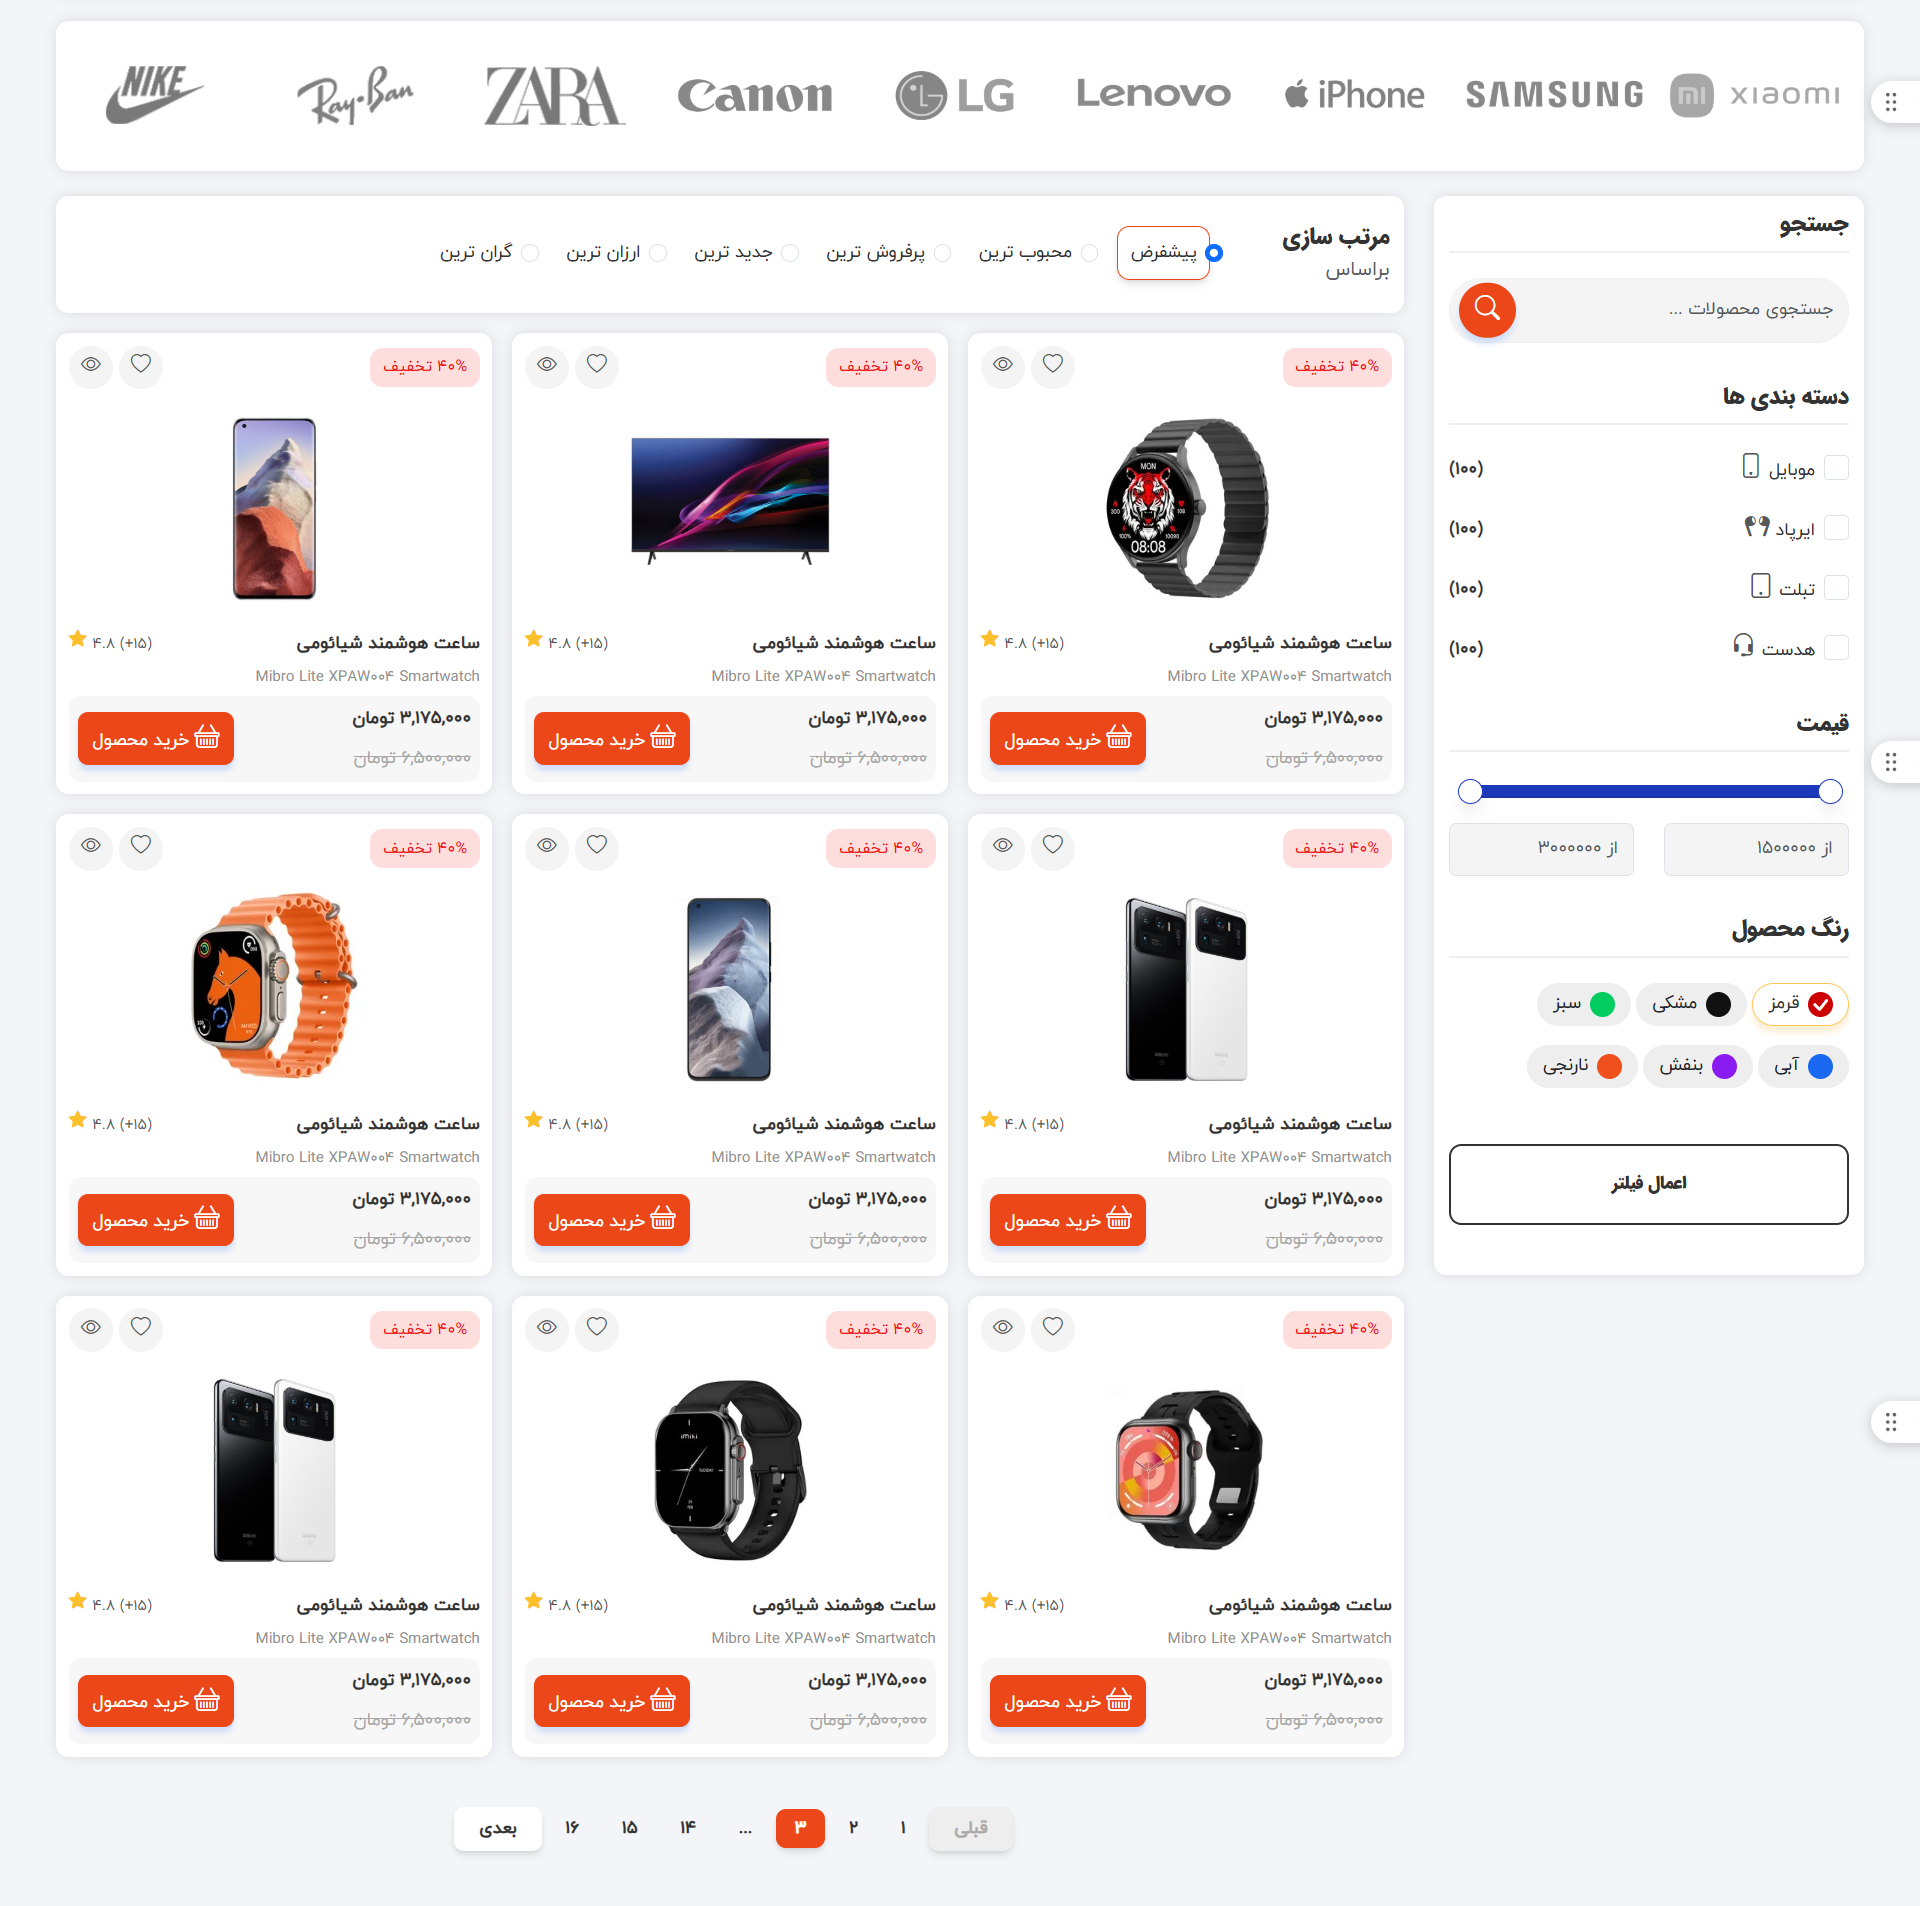 NIKE
Ray-Ban
ZARA
Canon
LG
Lenovo
iPhone
SAMSUNG
xiaomi
جستجو
جستجوی محصولات ...
دسته بندی ها
موبایل (۱۰۰)
ایرپاد (۱۰۰)
تبلت (۱۰۰)
هدست (۱۰۰)
قیمت
از ۱۵۰۰۰۰۰
از ۳۰۰۰۰۰۰
رنگ محصول
قرمز
مشکی
سبز
آبی
بنفش
نارنجی
اعمال فیلتر
مرتب سازی
براساس
پیشفرض
محبوب ترین
پرفروش ترین
جدید ترین
ارزان ترین
گران ترین
۴۰% تخفیف
MON
08:08
ساعت هوشمند شیائومی
۴.۸ (۱۵+)
Mibro Lite XPAW۰۰۴ Smartwatch
۳,۱۷۵,۰۰۰ تومان
۶,۵۰۰,۰۰۰ تومان
خرید محصول
۴۰% تخفیف
ساعت هوشمند شیائومی
۴.۸ (۱۵+)
Mibro Lite XPAW۰۰۴ Smartwatch
۳,۱۷۵,۰۰۰ تومان
۶,۵۰۰,۰۰۰ تومان
خرید محصول
۴۰% تخفیف
ساعت هوشمند شیائومی
۴.۸ (۱۵+)
Mibro Lite XPAW۰۰۴ Smartwatch
۳,۱۷۵,۰۰۰ تومان
۶,۵۰۰,۰۰۰ تومان
خرید محصول
۴۰% تخفیف
ساعت هوشمند شیائومی
۴.۸ (۱۵+)
Mibro Lite XPAW۰۰۴ Smartwatch
۳,۱۷۵,۰۰۰ تومان
۶,۵۰۰,۰۰۰ تومان
خرید محصول
۴۰% تخفیف
ساعت هوشمند شیائومی
۴.۸ (۱۵+)
Mibro Lite XPAW۰۰۴ Smartwatch
۳,۱۷۵,۰۰۰ تومان
۶,۵۰۰,۰۰۰ تومان
خرید محصول
۴۰% تخفیف
ساعت هوشمند شیائومی
۴.۸ (۱۵+)
Mibro Lite XPAW۰۰۴ Smartwatch
۳,۱۷۵,۰۰۰ تومان
۶,۵۰۰,۰۰۰ تومان
خرید محصول
۴۰% تخفیف
ساعت هوشمند شیائومی
۴.۸ (۱۵+)
Mibro Lite XPAW۰۰۴ Smartwatch
۳,۱۷۵,۰۰۰ تومان
۶,۵۰۰,۰۰۰ تومان
خرید محصول
۴۰% تخفیف
imiki
ساعت هوشمند شیائومی
۴.۸ (۱۵+)
Mibro Lite XPAW۰۰۴ Smartwatch
۳,۱۷۵,۰۰۰ تومان
۶,۵۰۰,۰۰۰ تومان
خرید محصول
۴۰% تخفیف
ساعت هوشمند شیائومی
۴.۸ (۱۵+)
Mibro Lite XPAW۰۰۴ Smartwatch
۳,۱۷۵,۰۰۰ تومان
۶,۵۰۰,۰۰۰ تومان
خرید محصول
قبلی ۱ ۲ ۳ ... ۱۴ ۱۵ ۱۶ بعدی